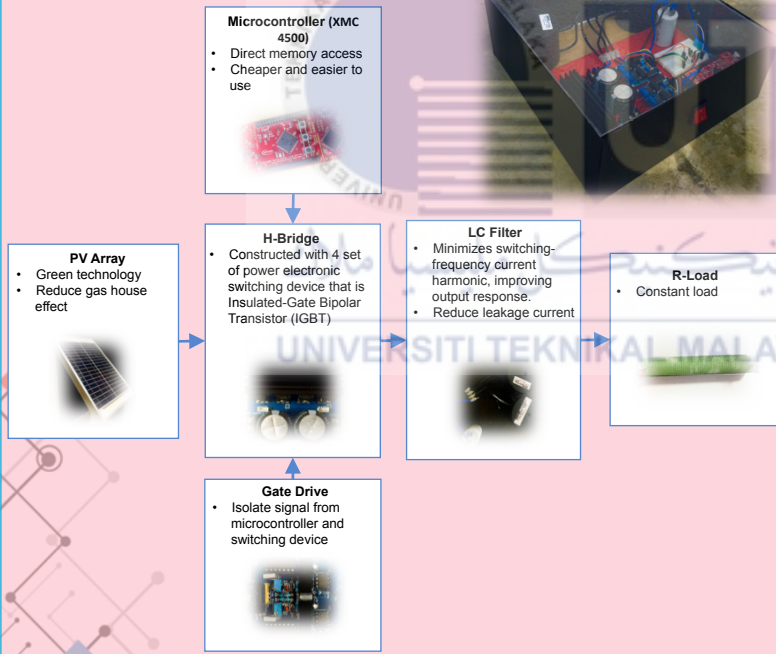 Microcontroller (XMC
4500)
• Direct memory access
• Cheaper and easier to
use
PV Array
• Green technology
• Reduce gas house
effect
H-Bridge
• Constructed with 4 set
of power electronic
switching device that is
Insulated-Gate Bipolar
Transistor (IGBT)
LC Filter
• Minimizes switching-
frequency current
harmonic, improving
output response.
• Reduce leakage current
R-Load
• Constant load
UNIVERSITI TEKNIKAL MALA
Gate Drive
• Isolate signal from
microcontroller and
switching device